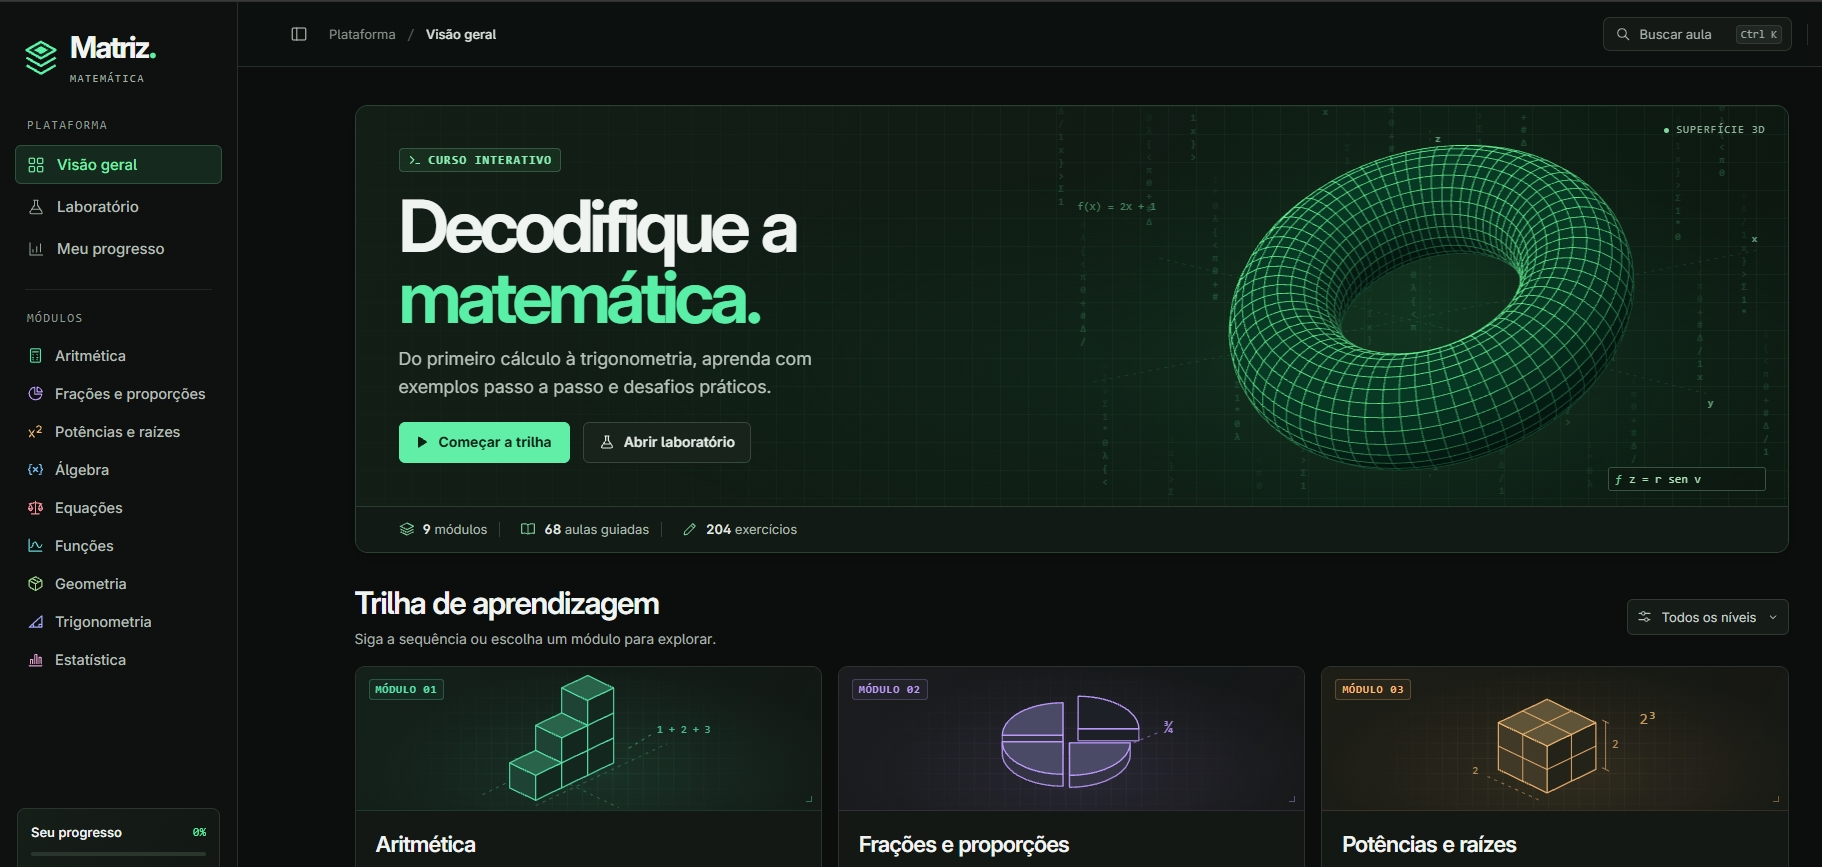 Matriz.
MATEMÁTICA
PLATAFORMA
Visão geral
Laboratório
Meu progresso
MÓDULOS
Aritmética
Frações e proporções
Potências e raízes
Álgebra
Equações
Funções
Geometria
Trigonometria
Estatística
Seu progresso 0%
Plataforma / Visão geral
Buscar aula Ctrl K
CURSO INTERATIVO
Decodifique a
matemática.
Do primeiro cálculo à trigonometria, aprenda com
exemplos passo a passo e desafios práticos.
Começar a trilha
Abrir laboratório
SUPERFÍCIE 3D
f(x) = 2x + 1
z
x
y
ƒ z = r sen v
9 módulos
68 aulas guiadas
204 exercícios
Trilha de aprendizagem
Siga a sequência ou escolha um módulo para explorar.
Todos os níveis
MÓDULO 01
1 + 2 + 3
Aritmética
MÓDULO 02
¾
Frações e proporções
MÓDULO 03
2³
2
2
Potências e raízes